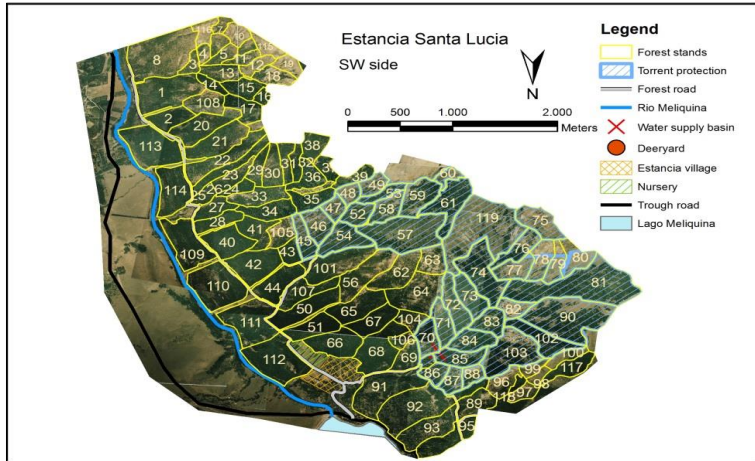 Estancia Santa Lucia
SW side
N
0 500 1.000 2.000
Meters
Legend
Forest stands
Torrent protection
Forest road
Rio Meliquina
Water supply basin
Deeryard
Estancia village
Nursery
Trough road
Lago Meliquina
116 7
8 4 5 11 115
3 13 12 19
18
1 14 15
108 16
2 20 17
113 21
38
22 29 31 32
23 30 36 39
114 25 26 24 33 35
27 34
28 41 105
40 43
109 42
110 44
48 49 53 59 60
47 52 58 61
46 54 57
45
119 75
76
78 79 80
77
74 81
101 62 63
56 64
107
50 65
51 67 104
66 68 106
69
111
112
72 73
71 82 90
70 84 83
85 103 102
86 87 88
91
92
93
89 96 99 100
118 97 98 117
95